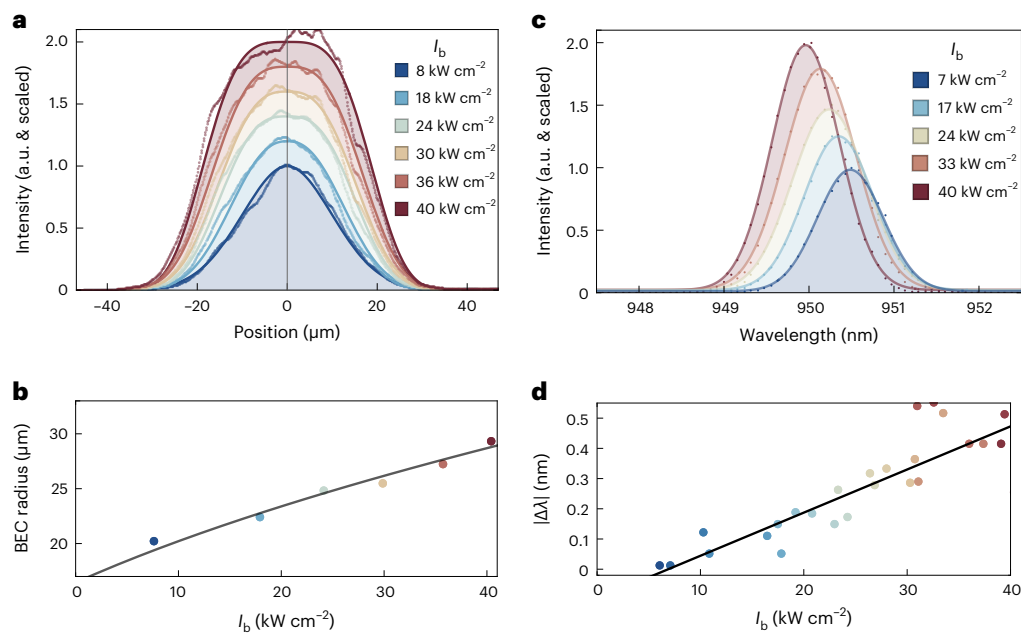 a
Intensity (a.u. & scaled)
2.0
1.5
1.0
0.5
0
−40
−20
0
20
40
Position (µm)
I_b
8 kW cm⁻²
18 kW cm⁻²
24 kW cm⁻²
30 kW cm⁻²
36 kW cm⁻²
40 kW cm⁻²
c
Intensity (a.u. & scaled)
2.0
1.5
1.0
0.5
0
948
949
950
951
952
Wavelength (nm)
I_b
7 kW cm⁻²
17 kW cm⁻²
24 kW cm⁻²
33 kW cm⁻²
40 kW cm⁻²
b
BEC radius (µm)
30
25
20
0
10
20
30
40
I_b (kW cm⁻²)
d
|Δλ| (nm)
0.5
0.4
0.3
0.2
0.1
0
0
10
20
30
40
I_b (kW cm⁻²)